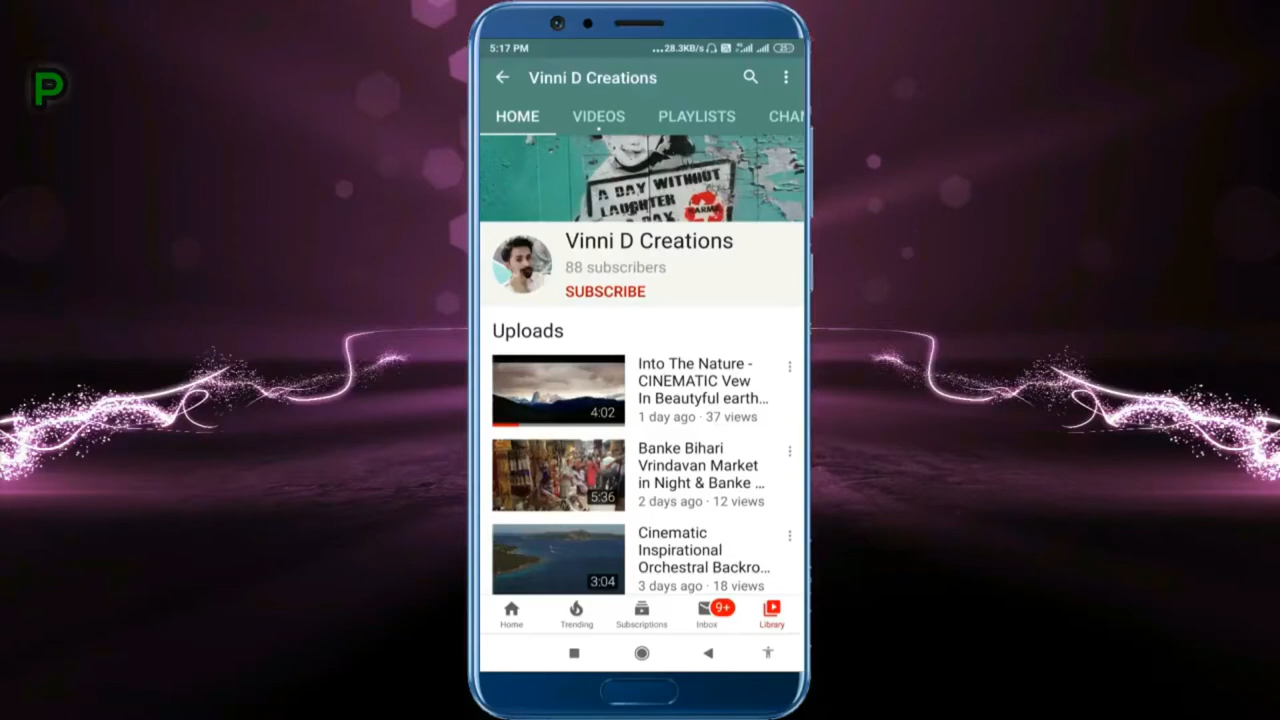 P
5:17 PM
...28.3KB/s
Vinni D Creations
HOME VIDEOS PLAYLISTS CHAN
A DAY WITHOUT
LAUGHTER
A DAY
KARMA
Vinni D Creations
88 subscribers
SUBSCRIBE
Uploads
Into The Nature -
CINEMATIC Vew
In Beautyful earth...
1 day ago · 37 views
4:02
Banke Bihari
Vrindavan Market
in Night & Banke ...
2 days ago · 12 views
5:36
Cinematic
Inspirational
Orchestral Backro...
3 days ago · 18 views
3:04
9+
Home Trending Subscriptions Inbox Library